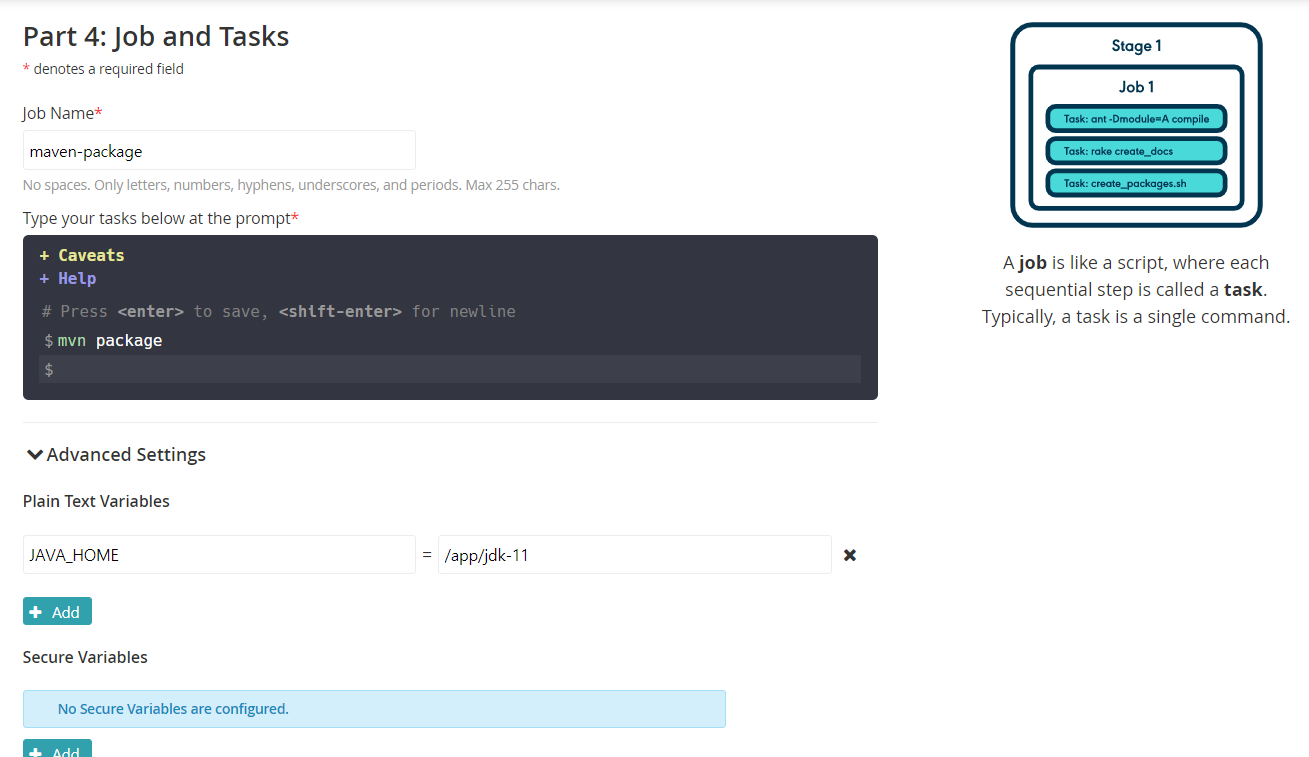 Part 4: Job and Tasks
* denotes a required field
Job Name*
maven-package
No spaces. Only letters, numbers, hyphens, underscores, and periods. Max 255 chars.
Type your tasks below at the prompt*
+ Caveats
+ Help
# Press <enter> to save, <shift-enter> for newline
$ mvn package
$
Advanced Settings
Plain Text Variables
JAVA_HOME = /app/jdk-11
+ Add
Secure Variables
No Secure Variables are configured.
+ Add
Stage 1
Job 1
Task: ant -Dmodule=A compile
Task: rake create_docs
Task: create_packages.sh
A job is like a script, where each
sequential step is called a task.
Typically, a task is a single command.